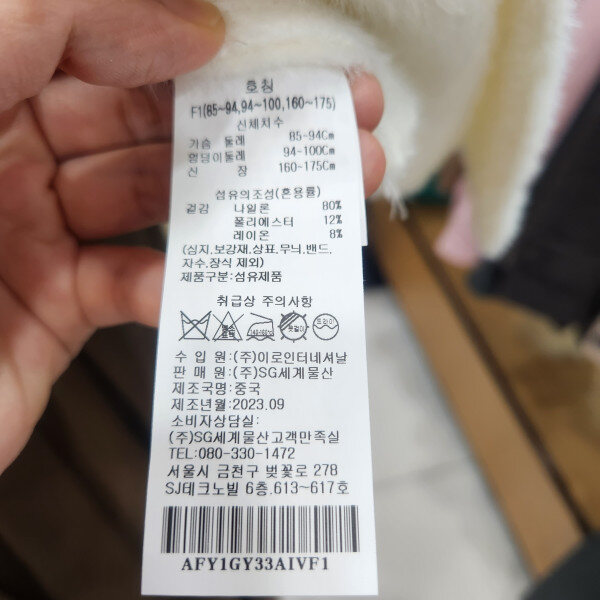 호칭
F1(85~94,94~100,160~175)
신체치수
가슴 둘레 85~94Cm
엉덩이둘레 94~100Cm
신 장 160~175Cm
섬유의조성(혼용률)
겉감 나일론 80%
폴리에스터 12%
레이온 8%
(심지,보강재,상표,무늬,밴드,
자수,장식 제외)
제품구분:섬유제품
취급상 주의사항
수 입 원:(주)이로인터네셔날
판 매 원:(주)SG세계물산
제조국명:중국
제조년월:2023.09
소비자상담실:
(주)SG세계물산고객만족실
TEL:080-330-1472
서울시 금천구 벚꽃로 278
SJ테크노빌 6층.613~617호
AFY1GY33AIVF1